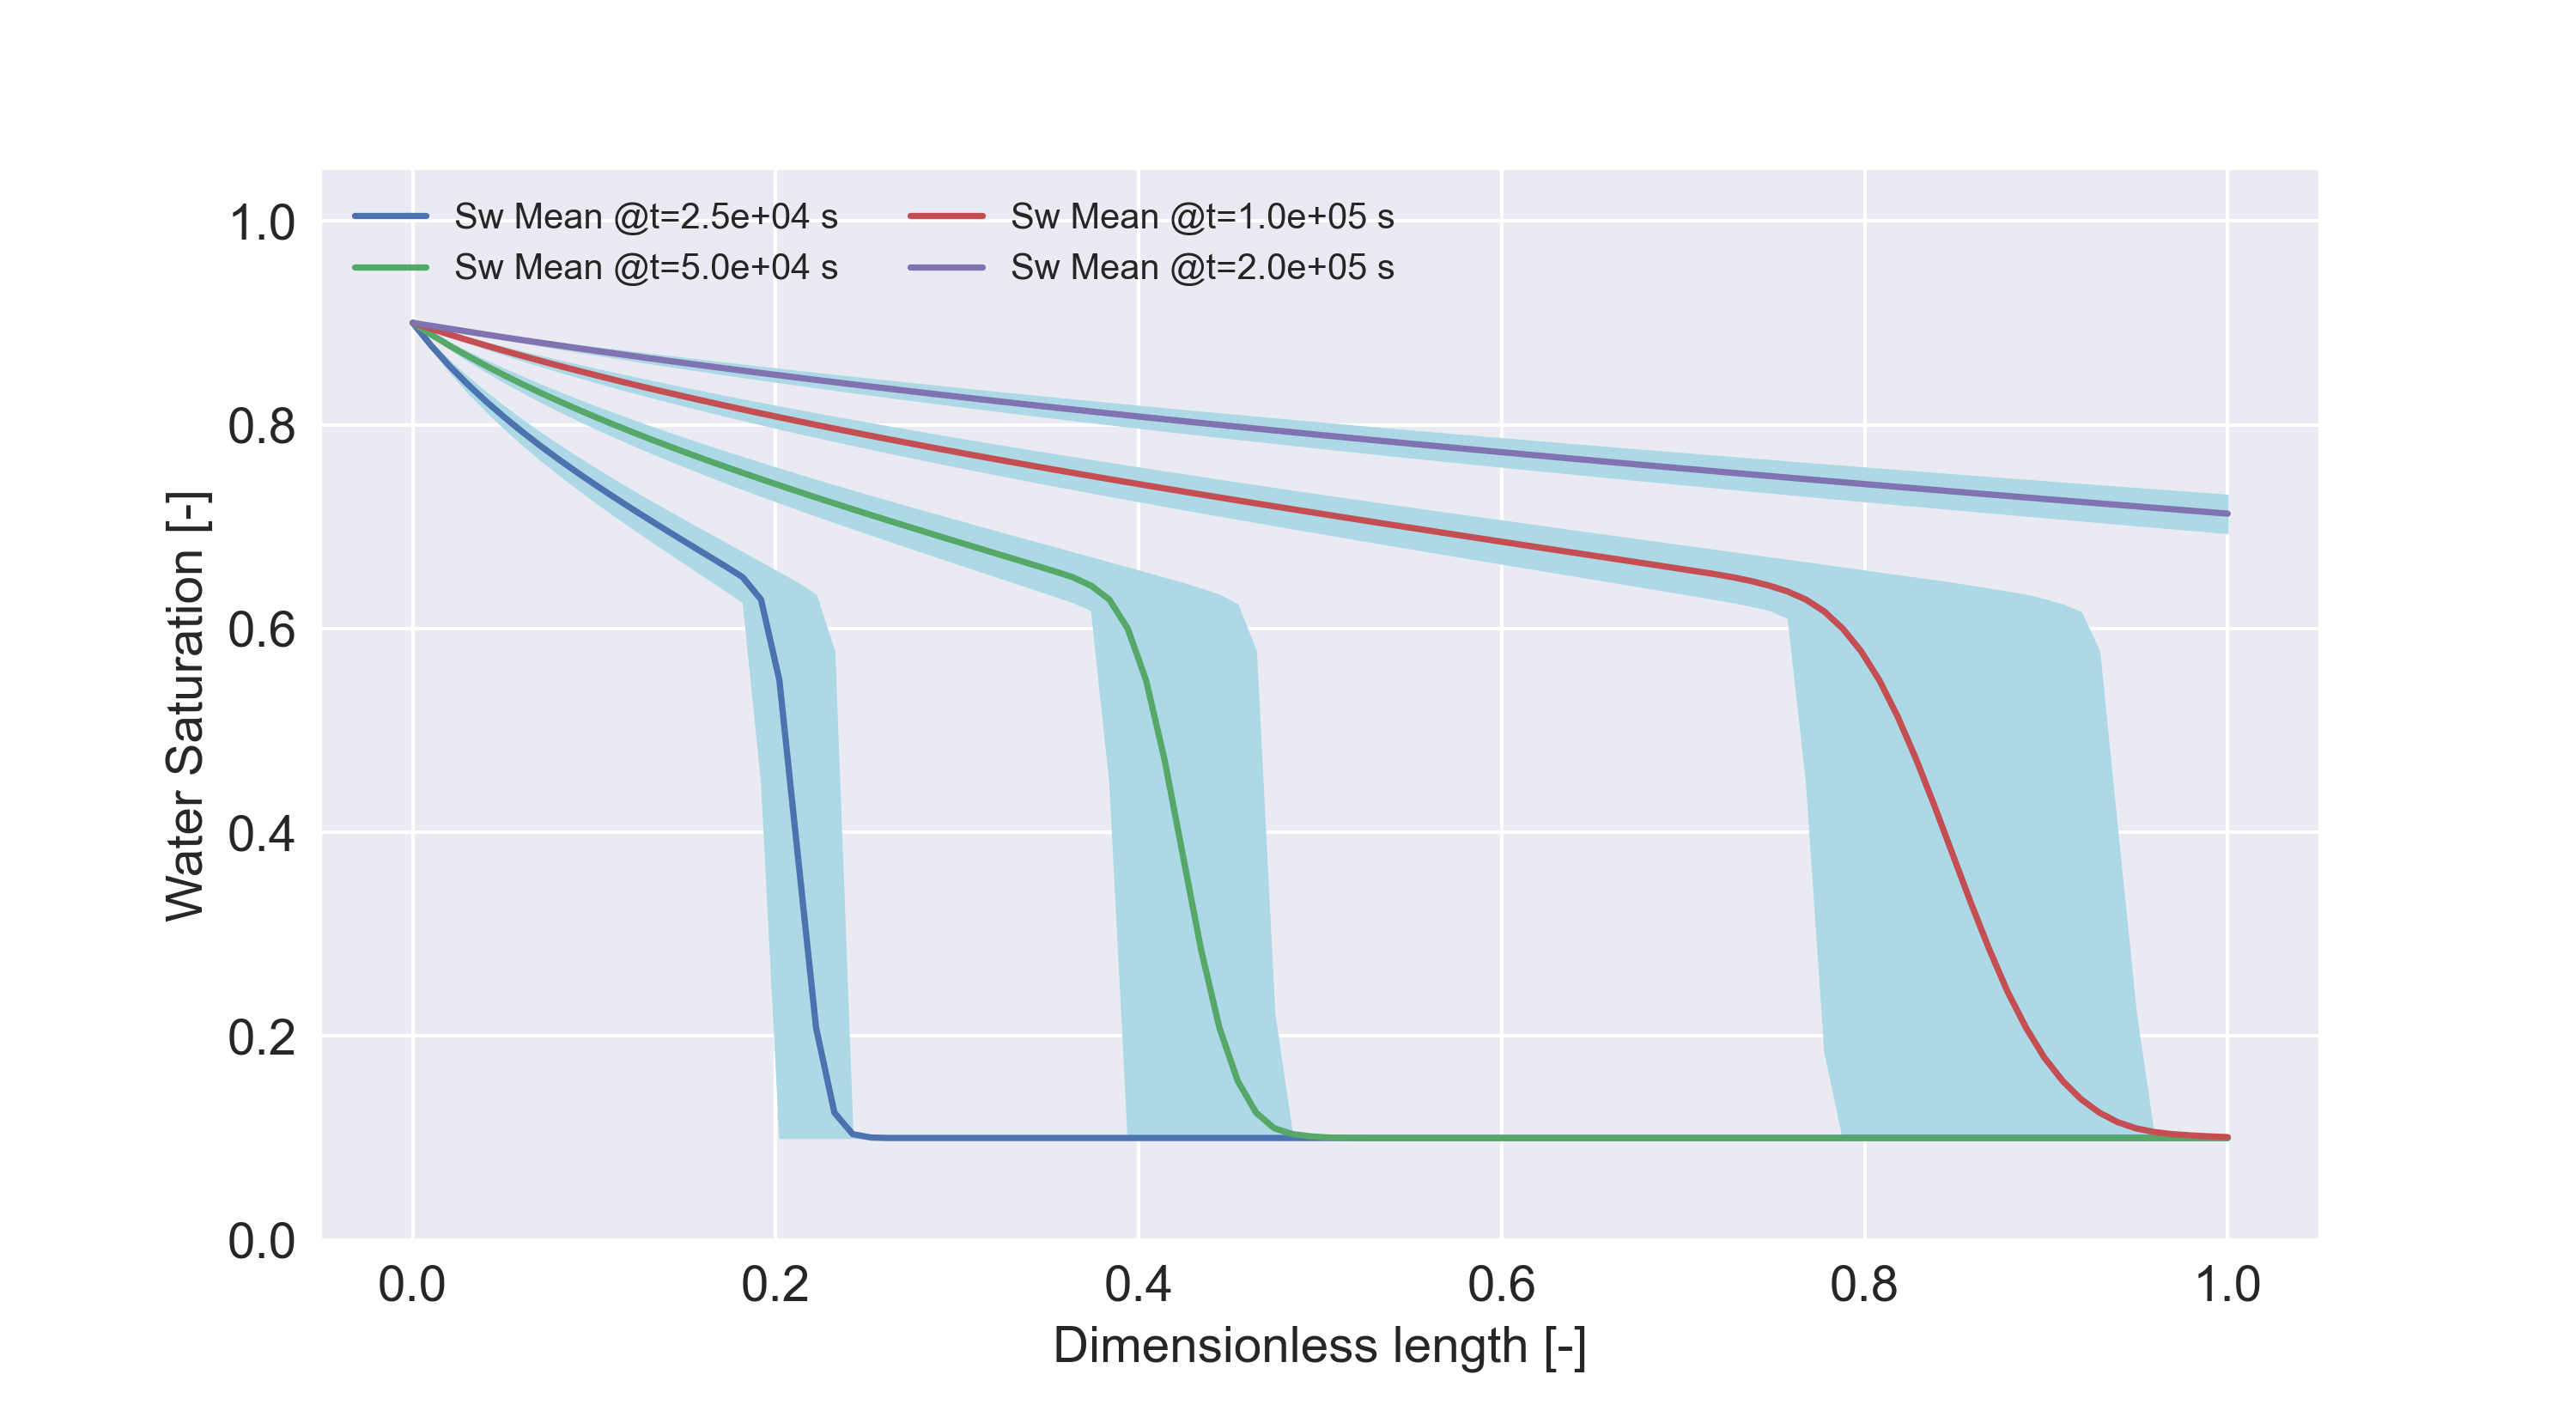 Sw Mean @t=2.5e+04 s
Sw Mean @t=5.0e+04 s
Sw Mean @t=1.0e+05 s
Sw Mean @t=2.0e+05 s
Water Saturation [-]
1.0
0.8
0.6
0.4
0.2
0.0
0.0 0.2 0.4 0.6 0.8 1.0
Dimensionless length [-]